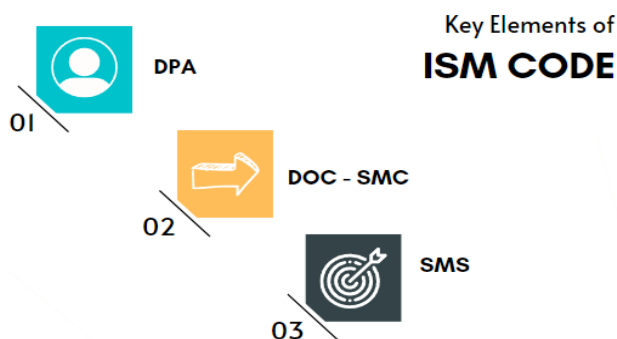 Key Elements of
ISM CODE
DPA
01
DOC - SMC
02
SMS
03